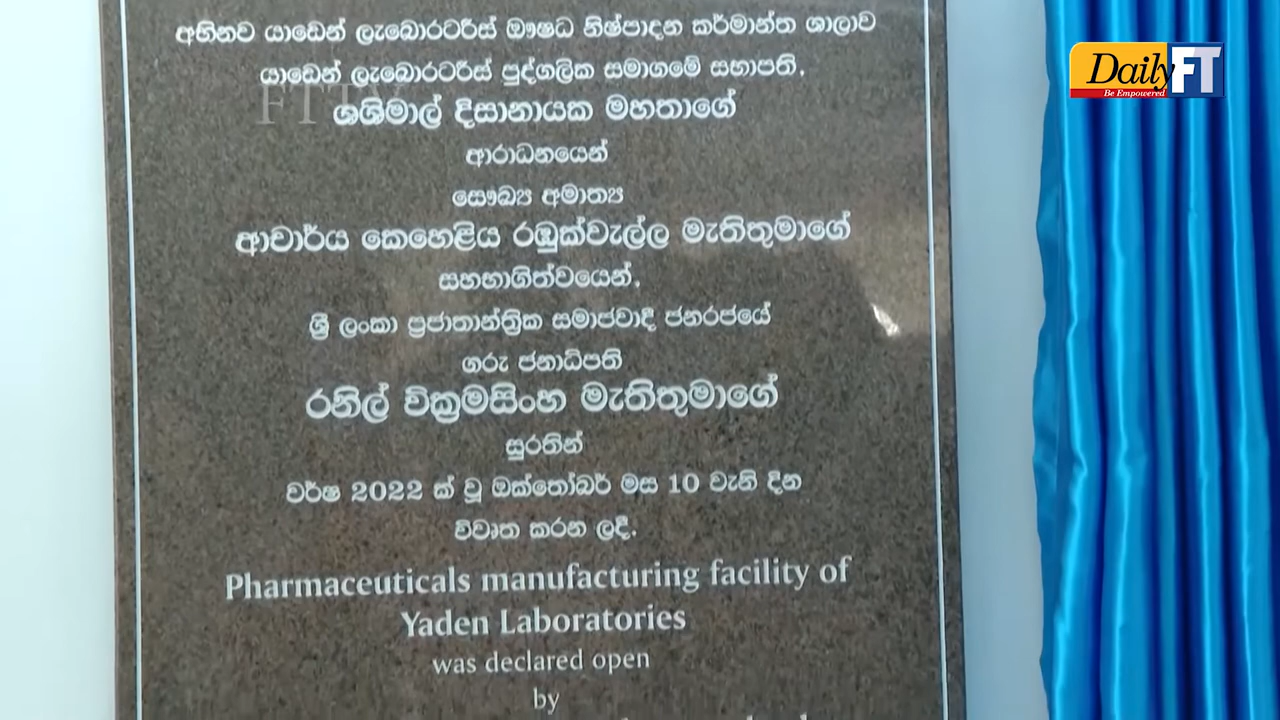 අභිනව යාඩෙන් ලැබොරටරීස් ඖෂධ නිෂ්පාදන කර්මාන්ත ශාලාව
යාඩෙන් ලැබොරටරීස් පුද්ගලික සමාගමේ සභාපති,
ශශිමාල් දිසානායක මහතාගේ
ආරාධනයෙන්
සෞඛ්‍ය අමාත්‍ය
ආචාර්ය කෙහෙළිය රඹුක්වැල්ල මැතිතුමාගේ
සහභාගිත්වයෙන්,
ශ්‍රී ලංකා ප්‍රජාතාන්ත්‍රික සමාජවාදී ජනරජයේ
ගරු ජනාධිපති
රනිල් වික්‍රමසිංහ මැතිතුමාගේ
සුරතින්
වර්ෂ 2022 ක් වූ ඔක්තෝබර් මස 10 වැනි දින
විවෘත කරන ලදී.
Pharmaceuticals manufacturing facility of
Yaden Laboratories
was declared open
by
Daily FT
Be Empowered